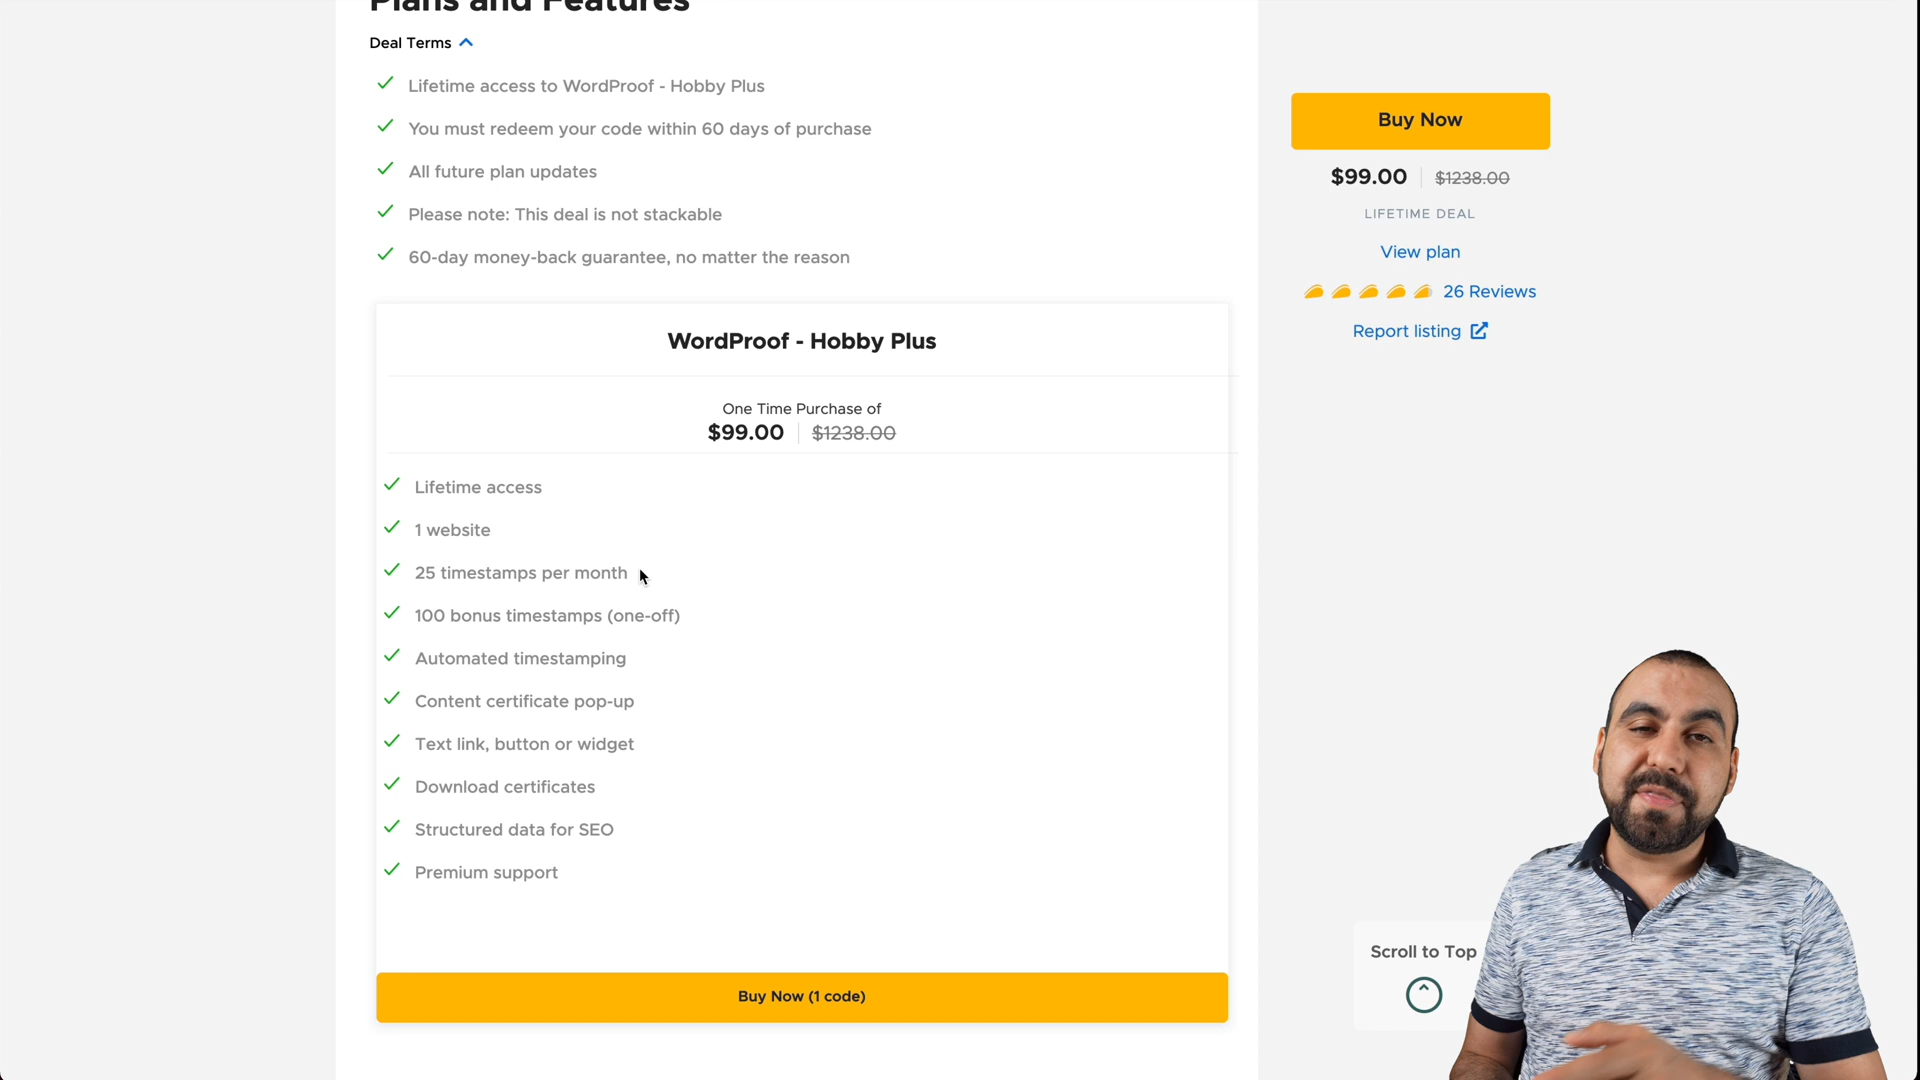 Plans and Features
Deal Terms
Lifetime access to WordProof - Hobby Plus
You must redeem your code within 60 days of purchase
All future plan updates
Please note: This deal is not stackable
60-day money-back guarantee, no matter the reason
WordProof - Hobby Plus
One Time Purchase of
$99.00 $1238.00
Lifetime access
1 website
25 timestamps per month
100 bonus timestamps (one-off)
Automated timestamping
Content certificate pop-up
Text link, button or widget
Download certificates
Structured data for SEO
Premium support
Buy Now (1 code)
Buy Now
$99.00 $1238.00
LIFETIME DEAL
View plan
26 Reviews
Report listing
Scroll to Top